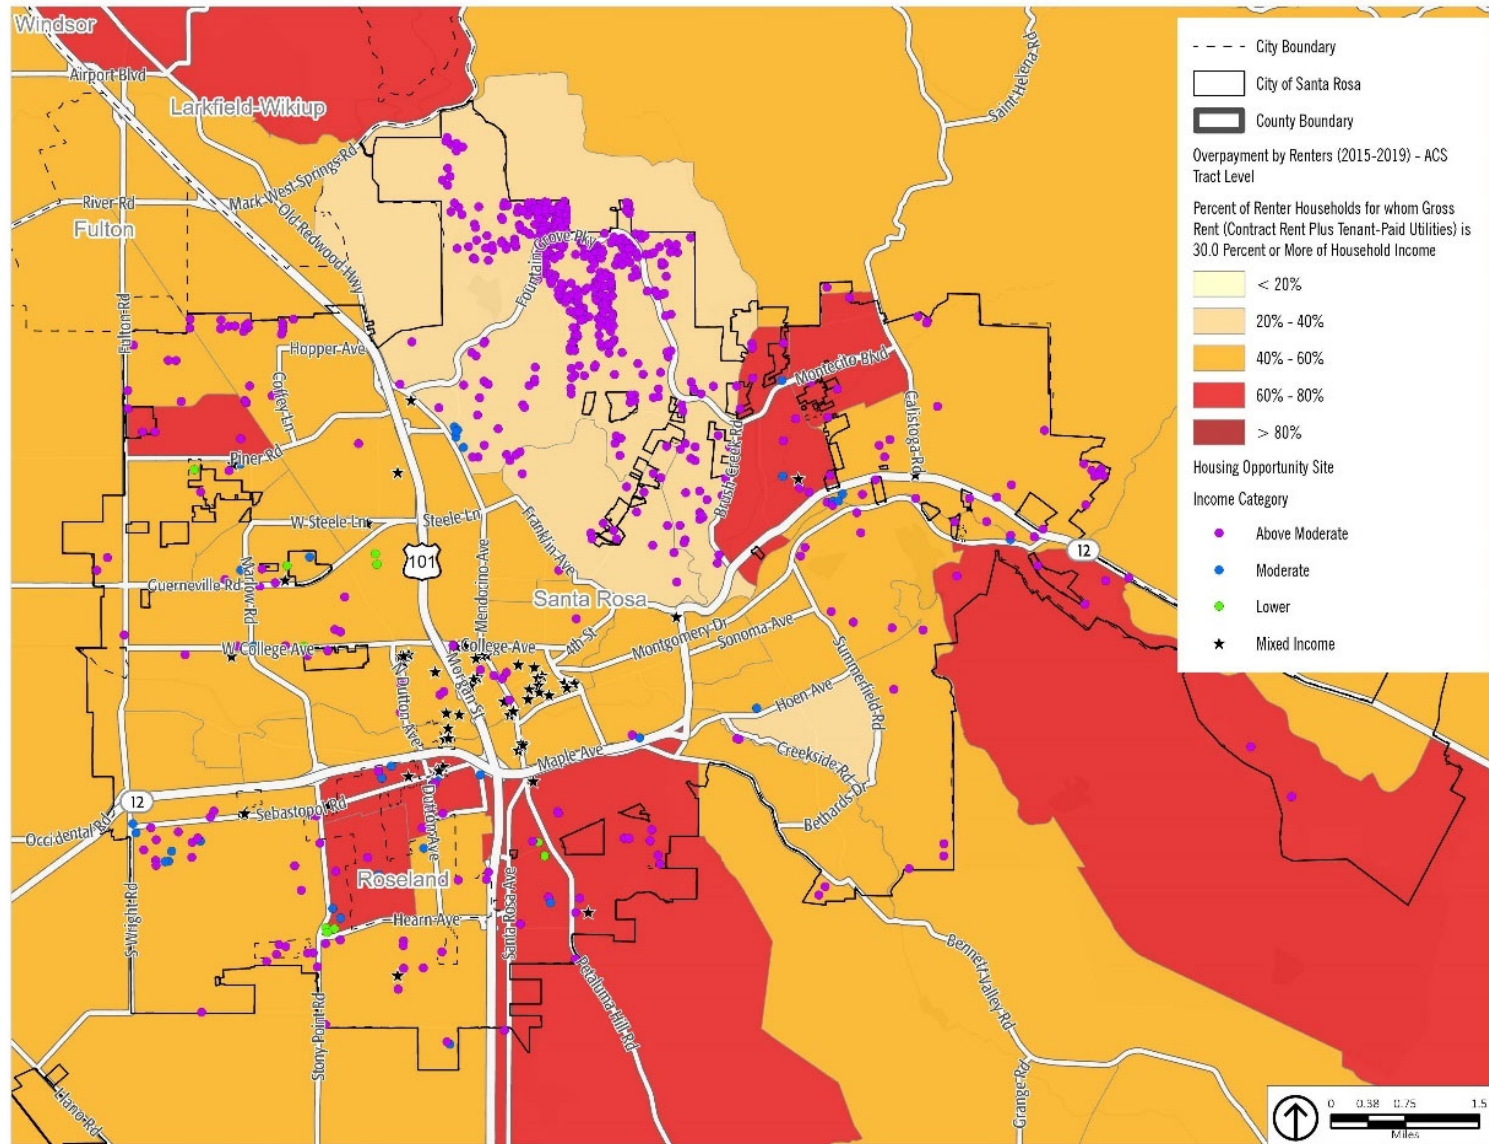 Windsor
Airport Blvd
Larkfield-Wikiup
Mark West Springs Rd
River Rd
Fulton
Old Redwood Hwy
Saint Helena Rd
Fountain Grove Pky
Fulton Rd
Hopper Ave
Coffey Ln
Montecito Blvd
Calistoga Rd
Brush Creek Rd
Piner Rd
W Steele Ln
Steele Ln
Franklin Ave
101
Mendocino Ave
Marlow Rd
Guerneville Rd
12
Santa Rosa
W College Ave
College Ave
4th St
Montgomery Dr
Sonoma Ave
Summerfield Rd
N Dutton Ave
Morgan St
Hoen Ave
Maple Ave
Creekside Rd
Bethards Dr
12
Occidental Rd
Sebastopol Rd
Dutton Ave
Roseland
S Wright Rd
Hearn Ave
Santa Rosa Ave
Petaluma Hill Rd
Bennett Valley Rd
Stony Point Rd
Grange Rd
Llano Rd
City Boundary
City of Santa Rosa
County Boundary
Overpayment by Renters (2015-2019) - ACS
Tract Level
Percent of Renter Households for whom Gross
Rent (Contract Rent Plus Tenant-Paid Utilities) is
30.0 Percent or More of Household Income
< 20%
20% - 40%
40% - 60%
60% - 80%
> 80%
Housing Opportunity Site
Income Category
Above Moderate
Moderate
Lower
Mixed Income
0 0.38 0.75 1.5
Miles